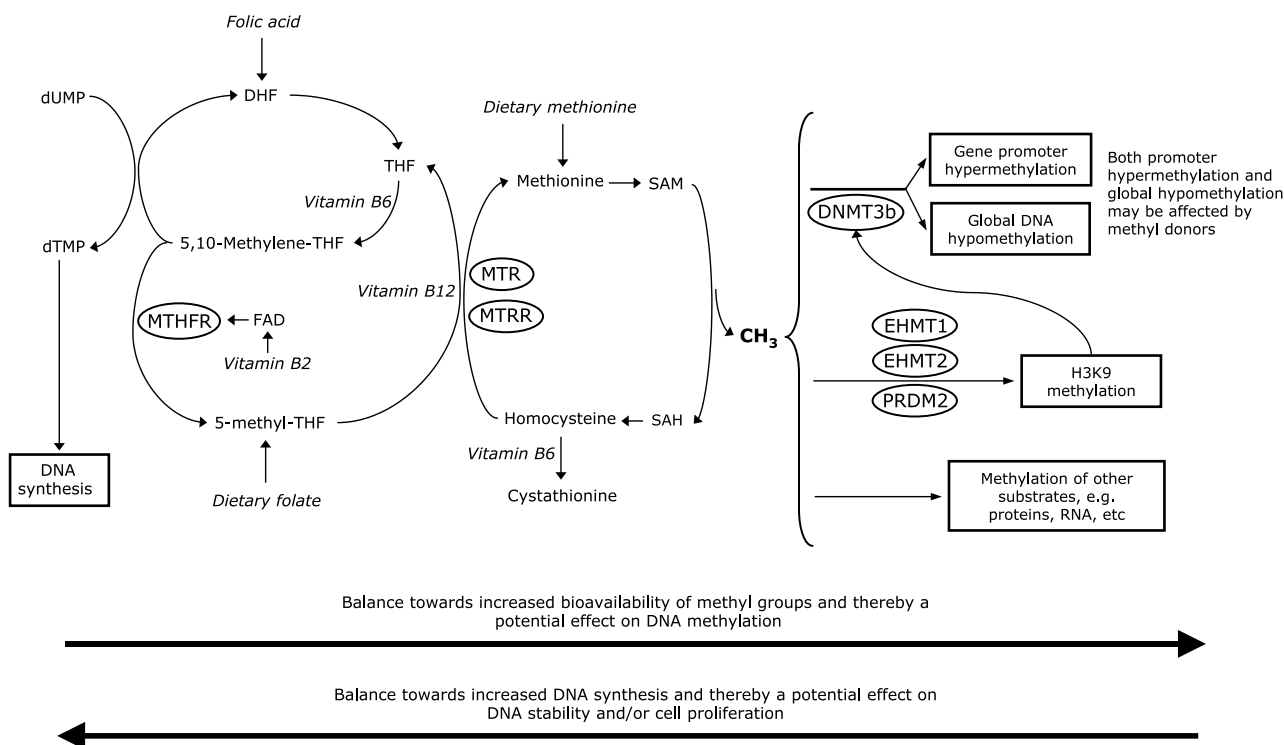 Folic acid
dUMP
DHF
Dietary methionine
THF
Methionine
SAM
Vitamin B6
dTMP
5,10-Methylene-THF
Vitamin B12
MTR
MTRR
MTHFR
FAD
Vitamin B2
5-methyl-THF
Homocysteine
SAH
Vitamin B6
Cystathionine
DNA
synthesis
Dietary folate
CH3
Gene promoter
hypermethylation
DNMT3b
Global DNA
hypomethylation
Both promoter
hypermethylation and
global hypomethylation
may be affected by
methyl donors
EHMT1
EHMT2
PRDM2
H3K9
methylation
Methylation of other
substrates, e.g.
proteins, RNA, etc
Balance towards increased bioavailability of methyl groups and thereby a
potential effect on DNA methylation
Balance towards increased DNA synthesis and thereby a potential effect on
DNA stability and/or cell proliferation